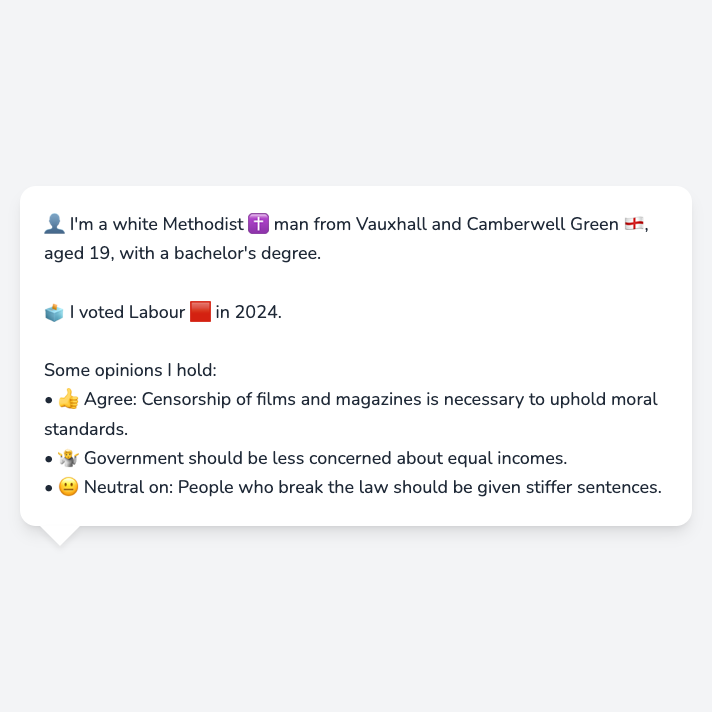 👤 I'm a white Methodist ✝️ man from Vauxhall and Camberwell Green 🏴󠁧󠁢󠁥󠁮󠁧󠁿,
aged 19, with a bachelor's degree.
🗳️ I voted Labour 🟥 in 2024.
Some opinions I hold:
• 👍 Agree: Censorship of films and magazines is necessary to uphold moral
standards.
• 🤷 Government should be less concerned about equal incomes.
• 😐 Neutral on: People who break the law should be given stiffer sentences.